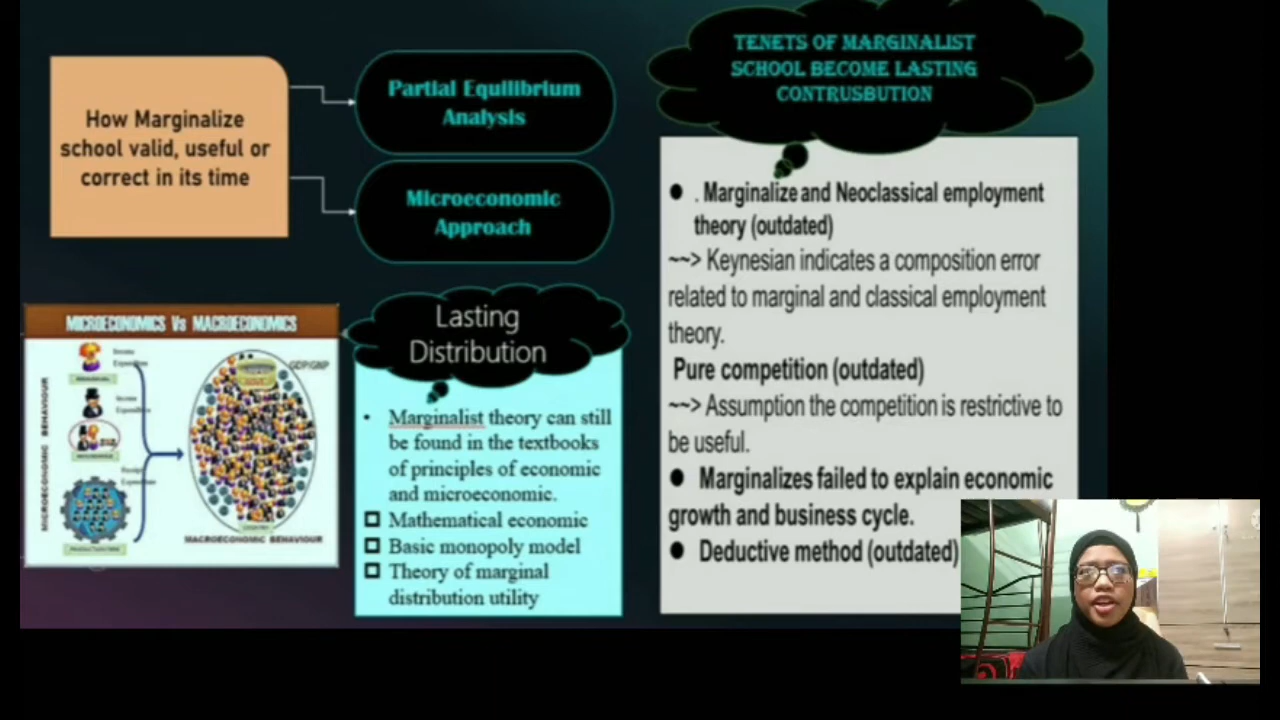 How Marginalize
school valid, useful or
correct in its time
Partial Equilibrium
Analysis
Microeconomic
Approach
TENETS OF MARGINALIST
SCHOOL BECOME LASTING
CONTRUSBUTION
● . Marginalize and Neoclassical employment
theory (outdated)
~~> Keynesian indicates a composition error
related to marginal and classical employment
theory.
Pure competition (outdated)
~~> Assumption the competition is restrictive to
be useful.
● Marginalizes failed to explain economic
growth and business cycle.
● Deductive method (outdated)
MICROECONOMICS Vs MACROECONOMICS
GDP/GNP
MICROECONOMIC BEHAVIOUR
MACROECONOMIC BEHAVIOUR
Lasting
Distribution
• Marginalist theory can still
be found in the textbooks
of principles of economic
and microeconomic.
Mathematical economic
Basic monopoly model
Theory of marginal
distribution utility